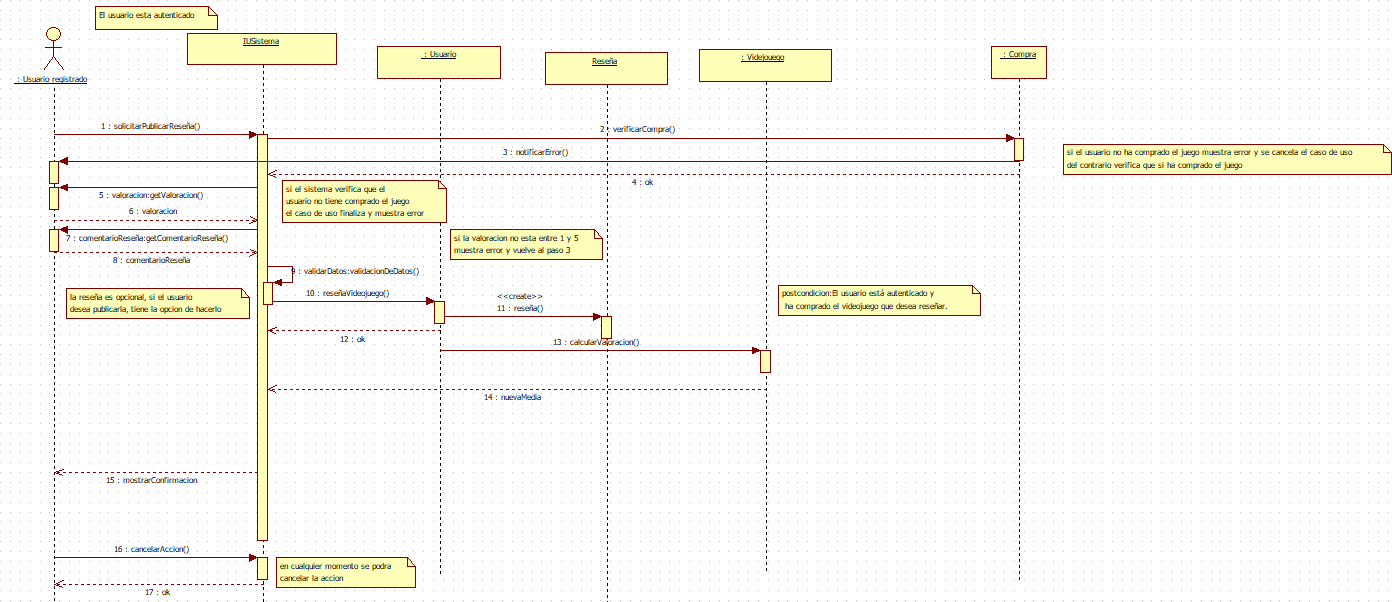 El usuario esta autenticado
IUSistema
: Usuario
Reseña
: Videjouego
: Compra
: Usuario registrado
1 : solicitarPublicarReseña()
2 : verificarCompra()
3 : notificarError()
si el usuario no ha comprado el juego muestra error y se cancela el caso de uso
del contrario verifica que si ha comprado el juego
4 : ok
si el sistema verifica que el
usuario no tiene comprado el juego
el caso de uso finaliza y muestra error
5 : valoracion:getValoracion()
6 : valoracion
7 : comentarioReseña:getComentarioReseña()
si la valoracion no esta entre 1 y 5
muestra error y vuelve al paso 3
8 : comentarioReseña
9 : validarDatos:validacionDeDatos()
la reseña es opcional, si el usuario
desea publicarla, tiene la opcion de hacerlo
10 : reseñaVidejouego()
<<create>>
11 : reseña()
postcondicion:El usuario está autenticado y
ha comprado el videjuego que desea reseñar.
12 : ok
13 : calcularValoracion()
14 : nuevaMedia
15 : mostrarConfirmacion
16 : cancelarAccion()
en cualquier momento se podra
cancelar la accion
17 : ok